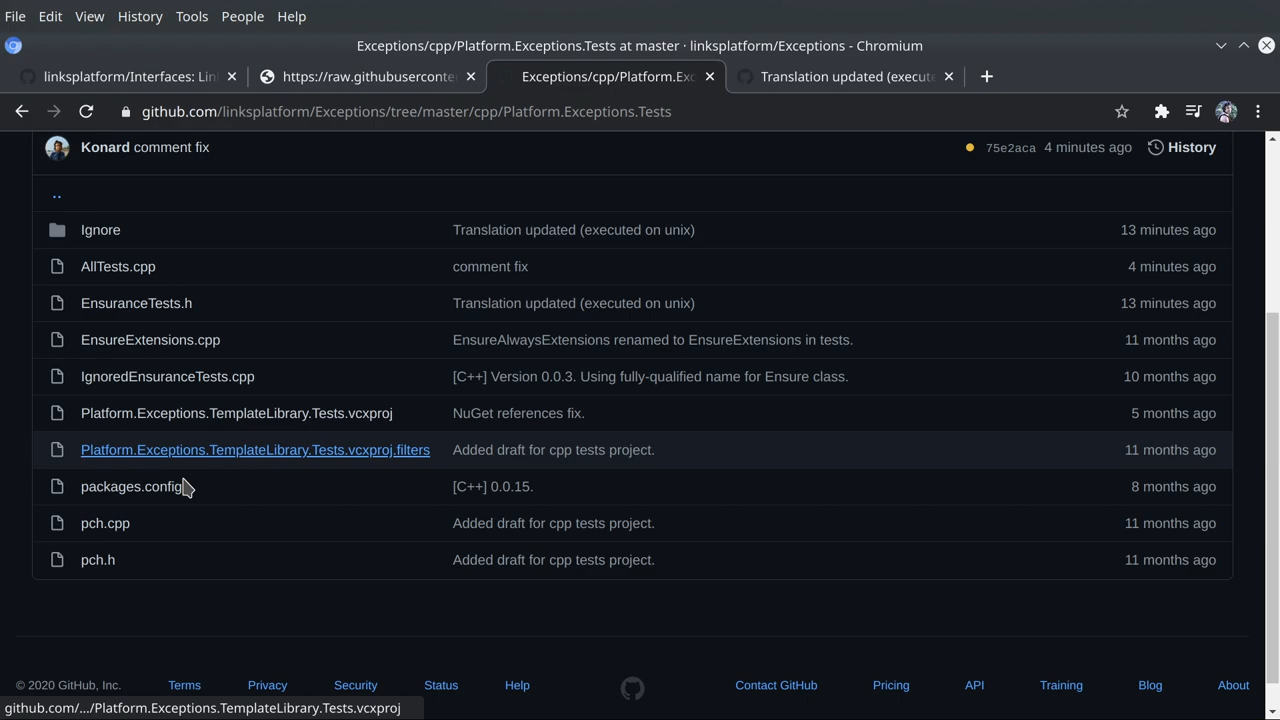 File Edit View History Tools People Help
Exceptions/cpp/Platform.Exceptions.Tests at master · linksplatform/Exceptions - Chromium
linksplatform/Interfaces: Lin https://raw.githubuserconte Exceptions/cpp/Platform.Exc Translation updated (execut
github.com/linksplatform/Exceptions/tree/master/cpp/Platform.Exceptions.Tests
Konard comment fix 75e2aca 4 minutes ago History
..
Ignore Translation updated (executed on unix) 13 minutes ago
AllTests.cpp comment fix 4 minutes ago
EnsuranceTests.h Translation updated (executed on unix) 13 minutes ago
EnsureExtensions.cpp EnsureAlwaysExtensions renamed to EnsureExtensions in tests. 11 months ago
IgnoredEnsuranceTests.cpp [C++] Version 0.0.3. Using fully-qualified name for Ensure class. 10 months ago
Platform.Exceptions.TemplateLibrary.Tests.vcxproj NuGet references fix. 5 months ago
Platform.Exceptions.TemplateLibrary.Tests.vcxproj.filters Added draft for cpp tests project. 11 months ago
packages.config [C++] 0.0.15. 8 months ago
pch.cpp Added draft for cpp tests project. 11 months ago
pch.h Added draft for cpp tests project. 11 months ago
© 2020 GitHub, Inc. Terms Privacy Security Status Help Contact GitHub Pricing API Training Blog About
github.com/.../Platform.Exceptions.TemplateLibrary.Tests.vcxproj